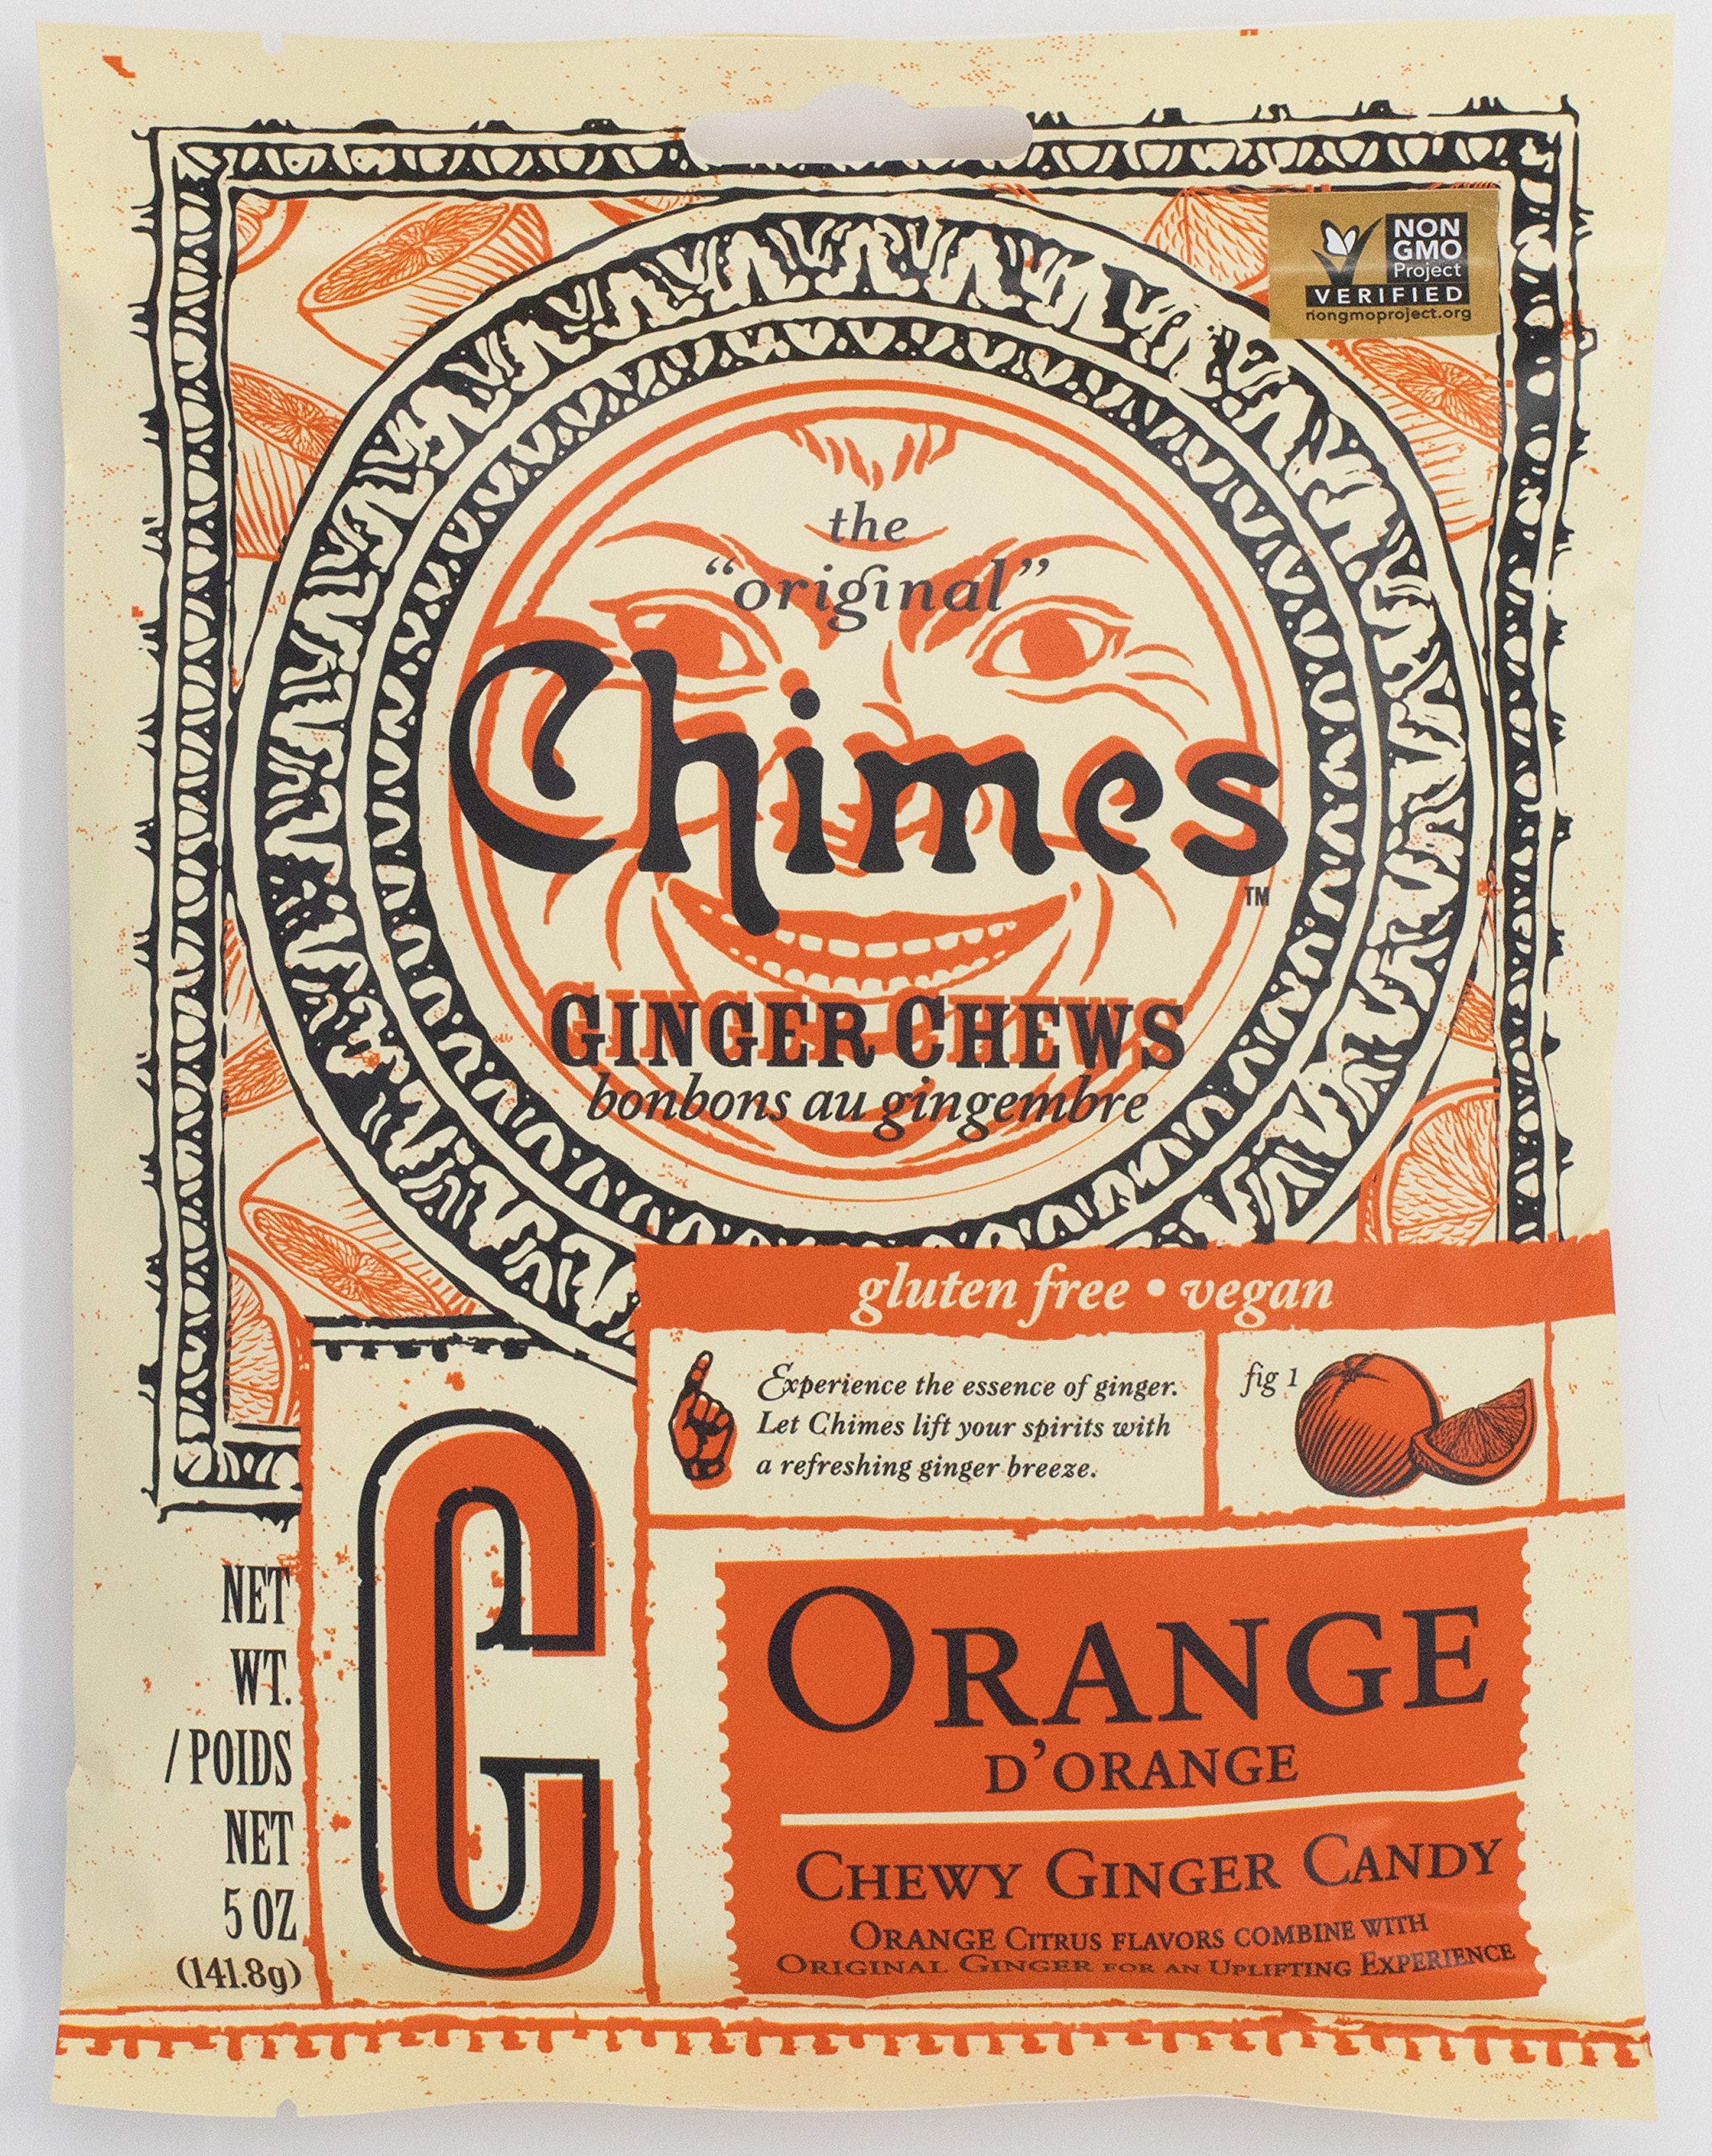 NON
GMO
Project
VERIFIED
nongmoproject.org
the
“original”
Chimes
TM
GINGER CHEWS
bonbons au gingembre
gluten free • vegan
Experience the essence of ginger.
Let Chimes lift your spirits with
a refreshing ginger breeze.
fig 1
C
NET
WT.
/POIDS
NET
5 OZ
(141.8g)
ORANGE
D’ORANGE
CHEWY GINGER CANDY
ORANGE CITRUS FLAVORS COMBINE WITH
ORIGINAL GINGER FOR AN UPLIFTING EXPERIENCE